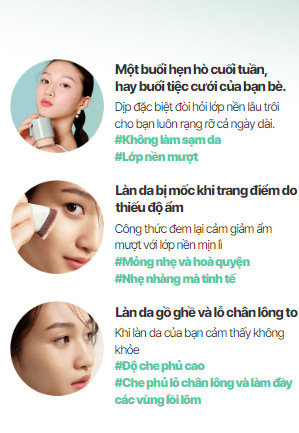 Một buổi hẹn hò cuối tuần,
hay buổi tiệc cưới của bạn bè.
Dịp đặc biệt đòi hỏi lớp nền lâu trôi
cho bạn luôn rạng rỡ cả ngày dài.
#Không làm sạm da
#Lớp nền mượt
Làn da bị mốc khi trang điểm do
thiếu độ ẩm
Công thức đem lại cảm giảm ẩm
mượt với lớp nền mịn lì
#Mỏng nhẹ và hoà quyện
#Nhẹ nhàng mà tinh tế
Làn da gồ ghề và lỗ chân lông to
Khi làn da của bạn cảm thấy không
khỏe
#Độ che phủ cao
#Che phủ lỗ chân lông và làm đầy
các vùng lồi lõm